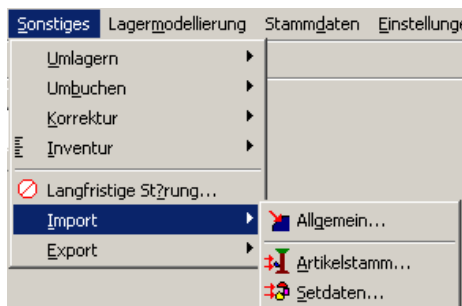 Sonstiges Lagermodellierung Stammdaten Einstellunge
Umlagern
Umbuchen
Korrektur
Inventur
Langfristige St?rung...
Import
Allgemein...
Export
Artikelstamm...
Setdaten...